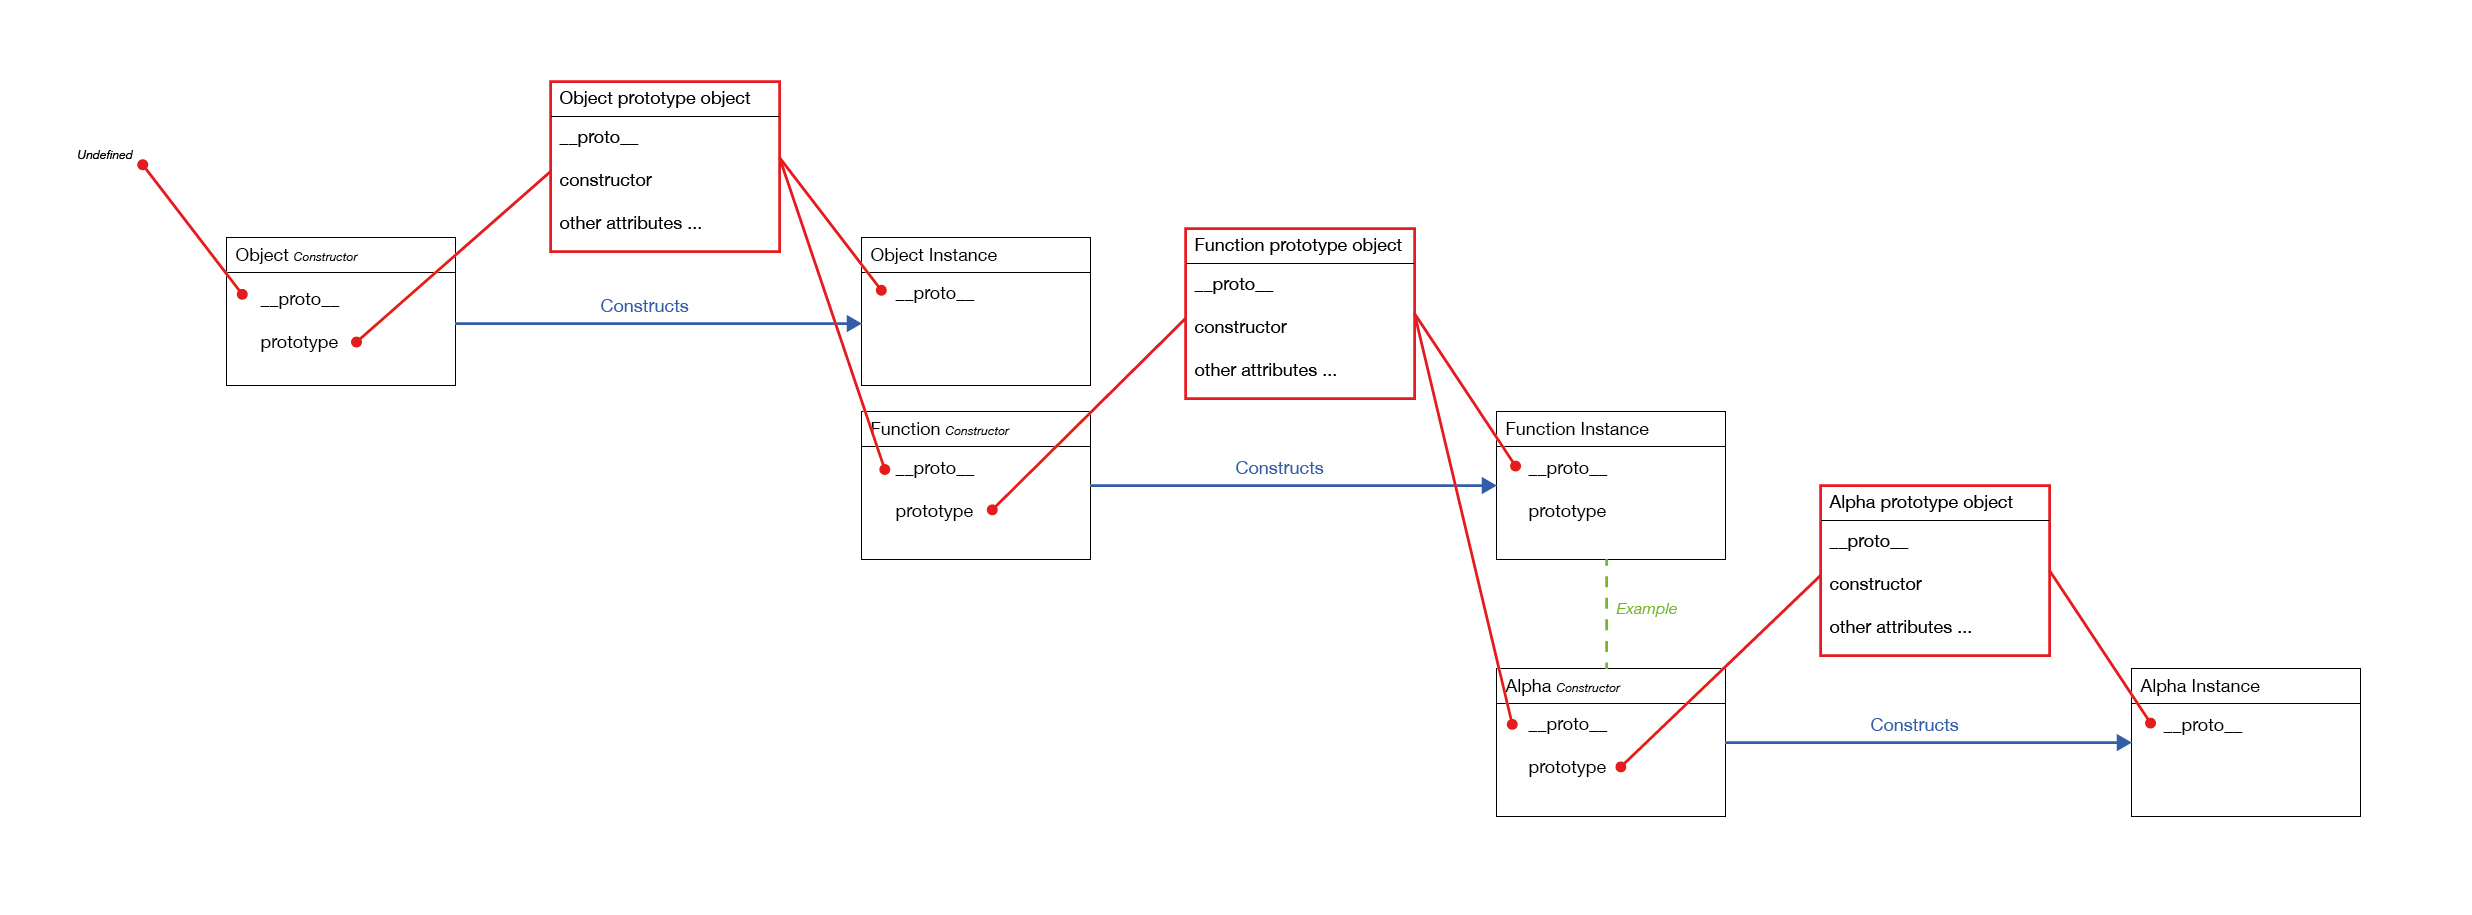 Undefined
Object prototype object
__proto__
constructor
other attributes ...
Object Constructor
__proto__
prototype
Constructs
Object Instance
__proto__
Function Constructor
__proto__
prototype
Constructs
Function prototype object
__proto__
constructor
other attributes ...
Function Instance
__proto__
prototype
Example
Alpha Constructor
__proto__
prototype
Constructs
Alpha prototype object
__proto__
constructor
other attributes ...
Alpha Instance
__proto__